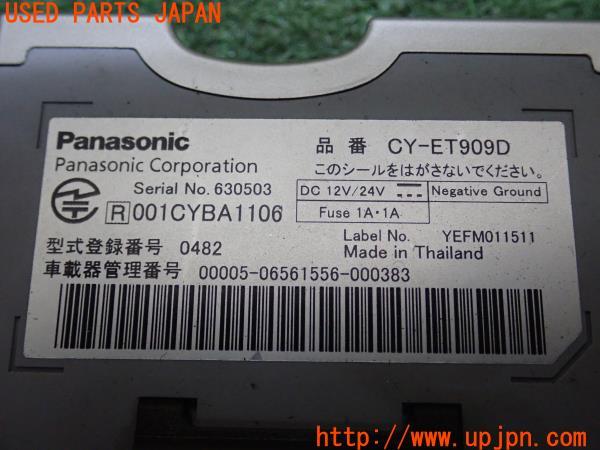 USED PARTS JAPAN
Panasonic
Panasonic Corporation
Serial No. 630503
R 001CYBA1106
品番 CY-ET909D
このシールをはがさないでください。
DC 12V/24V Negative Ground
Fuse 1A・1A
Label No. YEFM011511
Made in Thailand
型式登録番号 0482
車載器管理番号 00005-06561556-000383
http://www.upjpn.com/